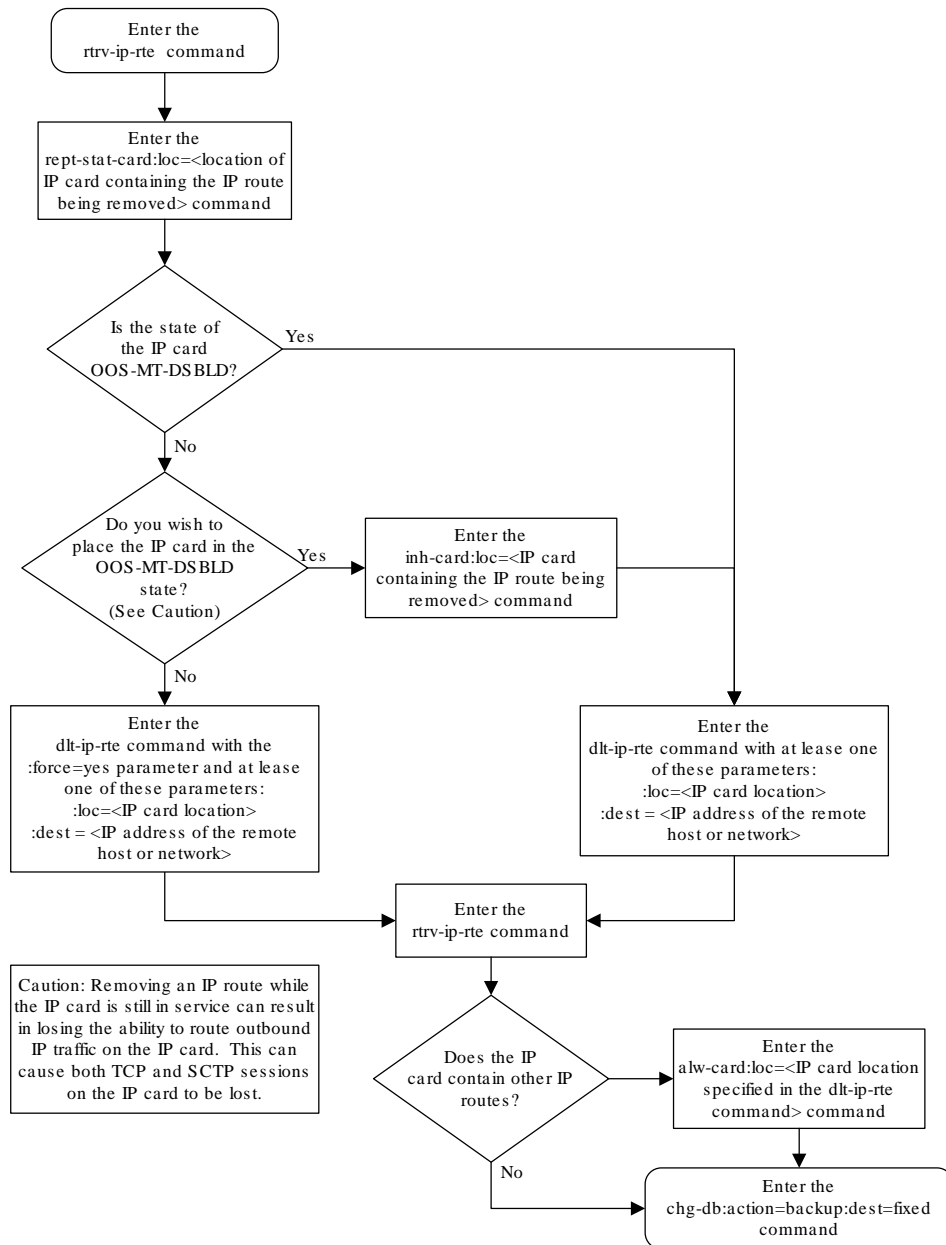 Enter the
rtrv-ip-rte command
Enter the
rept-stat-card:loc=<location of
IP card containing the IP route
being removed> command
Is the state of
the IP card
OOS-MT-DSBLD?
Yes
No
Do you wish to
place the IP card in the
OOS-MT-DSBLD
state?
(See Caution)
Yes
Enter the
inh-card:loc=<IP card
containing the IP route being
removed> command
No
Enter the
dlt-ip-rte command with the
:force=yes parameter and at lease
one of these parameters:
:loc=<IP card location>
:dest = <IP address of the remote
host or network>
Enter the
dlt-ip-rte command with at lease one
of these parameters:
:loc=<IP card location>
:dest = <IP address of the remote
host or network>
Enter the
rtrv-ip-rte command
Caution: Removing an IP route while
the IP card is still in service can result
in losing the ability to route outbound
IP traffic on the IP card. This can
cause both TCP and SCTP sessions
on the IP card to be lost.
Does the IP
card contain other IP
routes?
Enter the
alw-card:loc=<IP card location
specified in the dlt-ip-rte
command> command
No
Enter the
chg-db:action=backup:dest=fixed
command